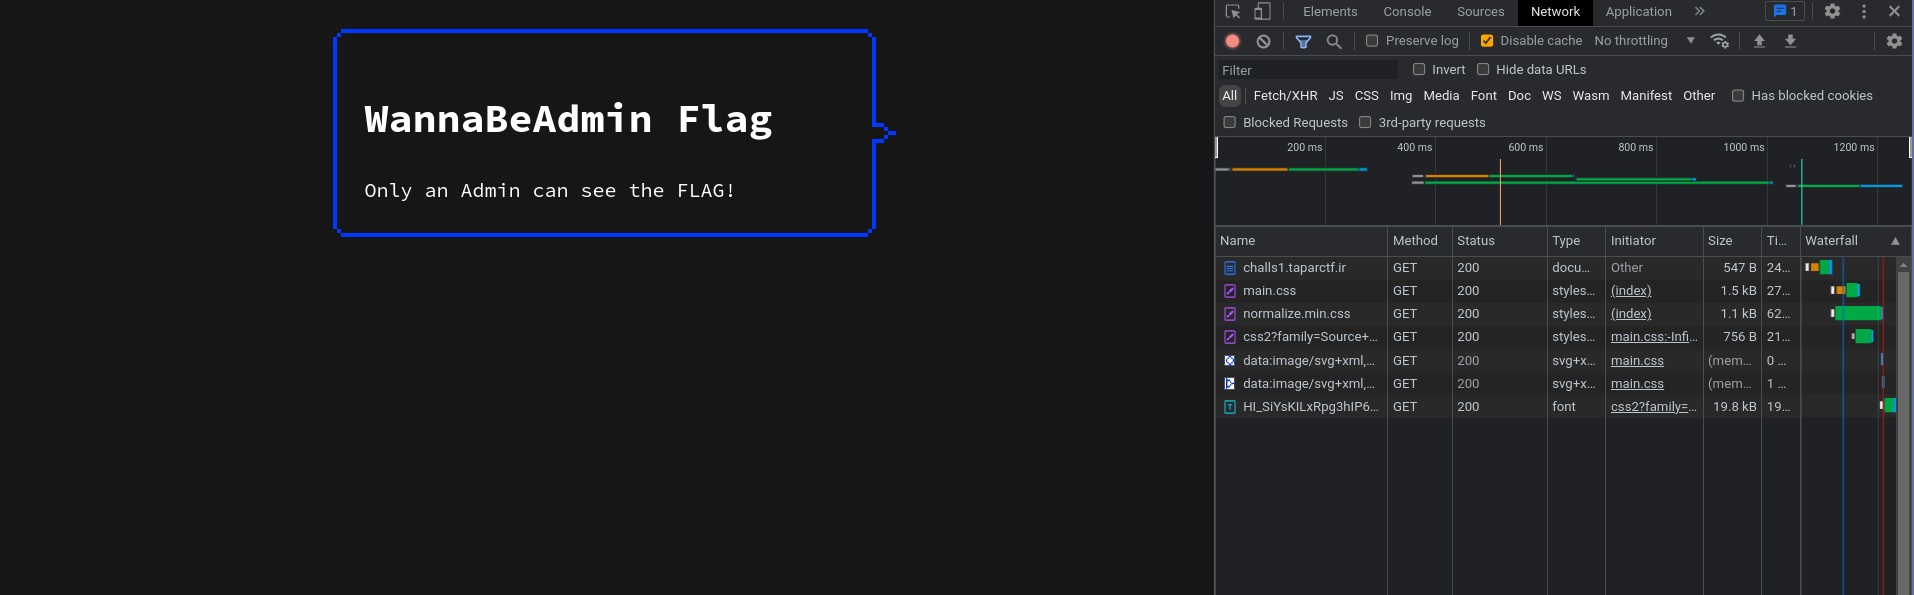 WannaBeAdmin Flag
Only an Admin can see the FLAG!
Elements Console Sources Network Application » 1
Preserve log Disable cache No throttling
Filter Invert Hide data URLs
All Fetch/XHR JS CSS Img Media Font Doc WS Wasm Manifest Other Has blocked cookies
Blocked Requests 3rd-party requests
200 ms 400 ms 600 ms 800 ms 1000 ms 1200 ms
Name Method Status Type Initiator Size Ti... Waterfall
challs1.taparctf.ir GET 200 docu... Other 547 B 24...
main.css GET 200 styles... (index) 1.5 kB 27...
normalize.min.css GET 200 styles... (index) 1.1 kB 62...
css2?family=Source+... GET 200 styles... main.css:-Infi... 756 B 21...
data:image/svg+xml,... GET 200 svg+x... main.css (mem... 0 ...
data:image/svg+xml,... GET 200 svg+x... main.css (mem... 1 ...
HI_SiYsKILxRpg3hIP6... GET 200 font css2?family=... 19.8 kB 19...